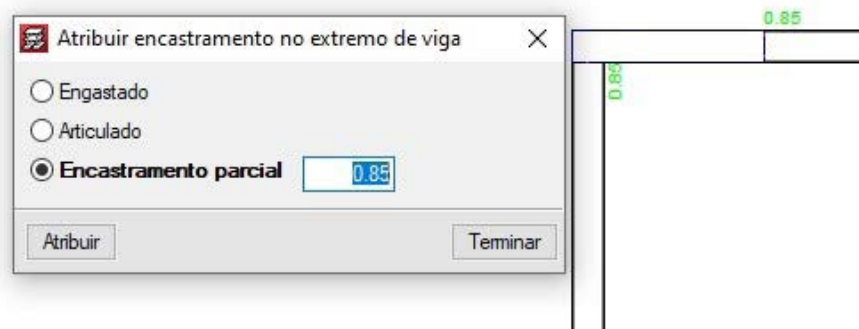 Atribuir encastramento no extremo de viga
Engastado
Articulado
Encastramento parcial 0.85
Atribuir Terminar
0.85
0.85